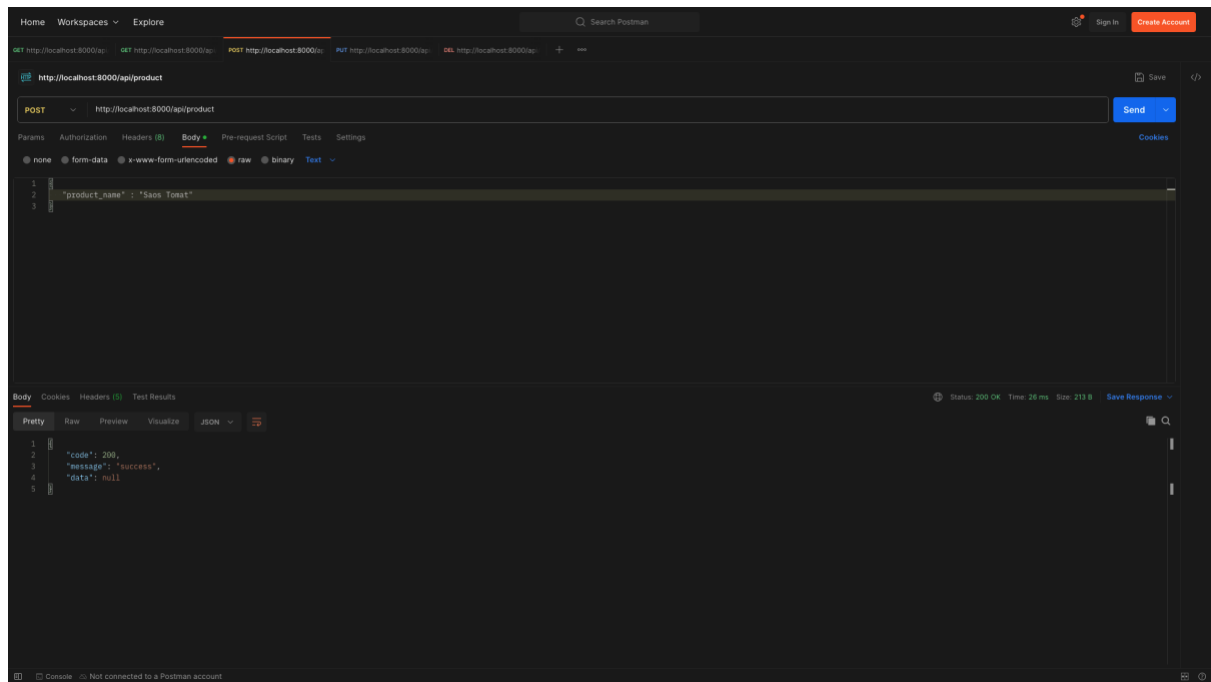 Home Workspaces Explore Search Postman Sign In Create Account
GET http://localhost:8000/ap GET http://localhost:8000/ap POST http://localhost:8000/ap PUT http://localhost:8000/ap DEL http://localhost:8000/ap
http://localhost:8000/api/product Save
POST http://localhost:8000/api/product Send
Params Authorization Headers (8) Body Pre-request Script Tests Settings Cookies
none form-data x-www-form-urlencoded raw binary Text
1 {
2 "product_name" : "Saos Tomat"
3 }
Body Cookies Headers (5) Test Results Status: 200 OK Time: 26 ms Size: 213 B Save Response
Pretty Raw Preview Visualize JSON
1 {
2 "code": 200,
3 "message": "success",
4 "data": null
5 }
Console Not connected to a Postman account